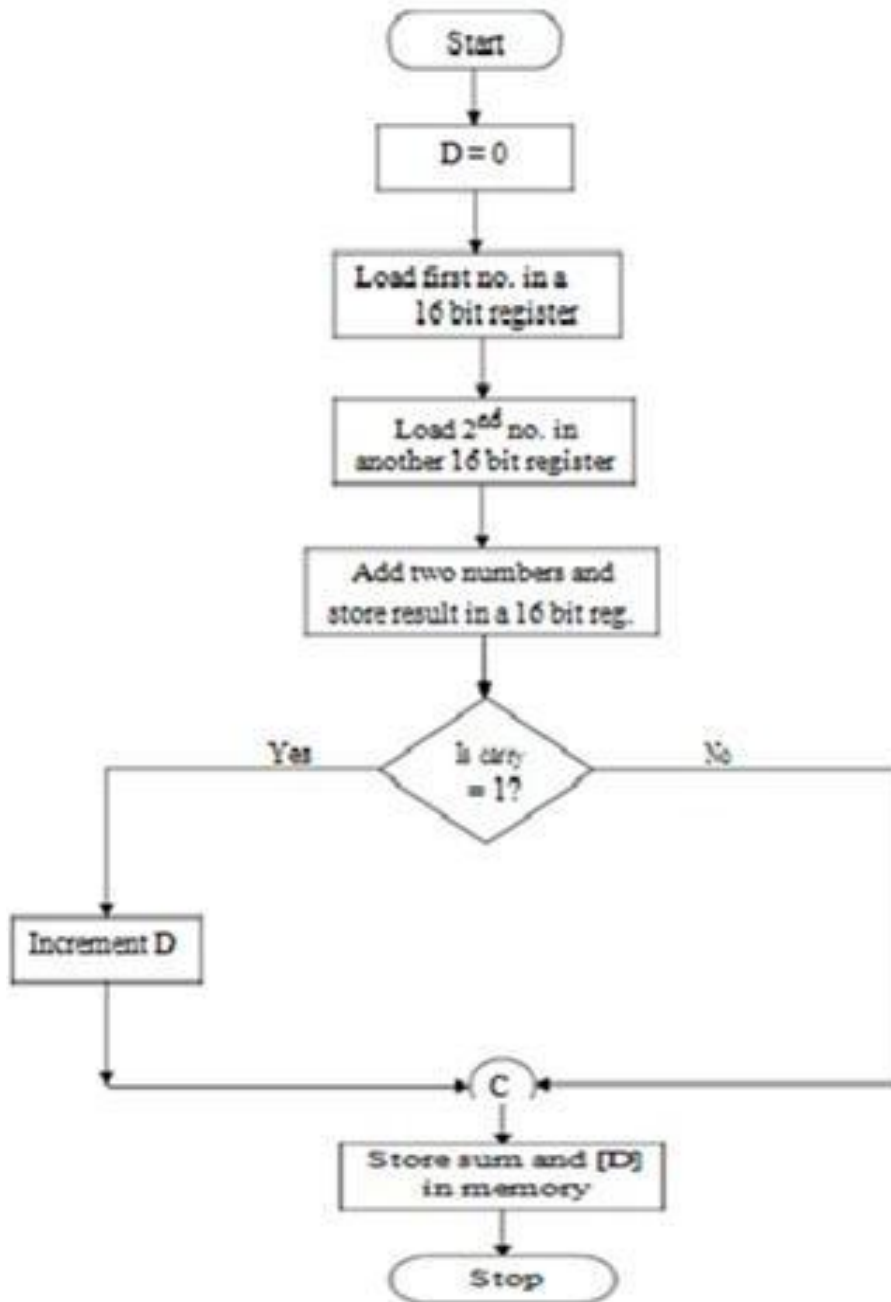 Start
D = 0
Load first no. in a
16 bit register
Load 2nd no. in
another 16 bit register
Add two numbers and
store result in a 16 bit reg.
Is carry
= 1?
Yes
No
Increment D
C
Store sum and [D]
in memory
Stop